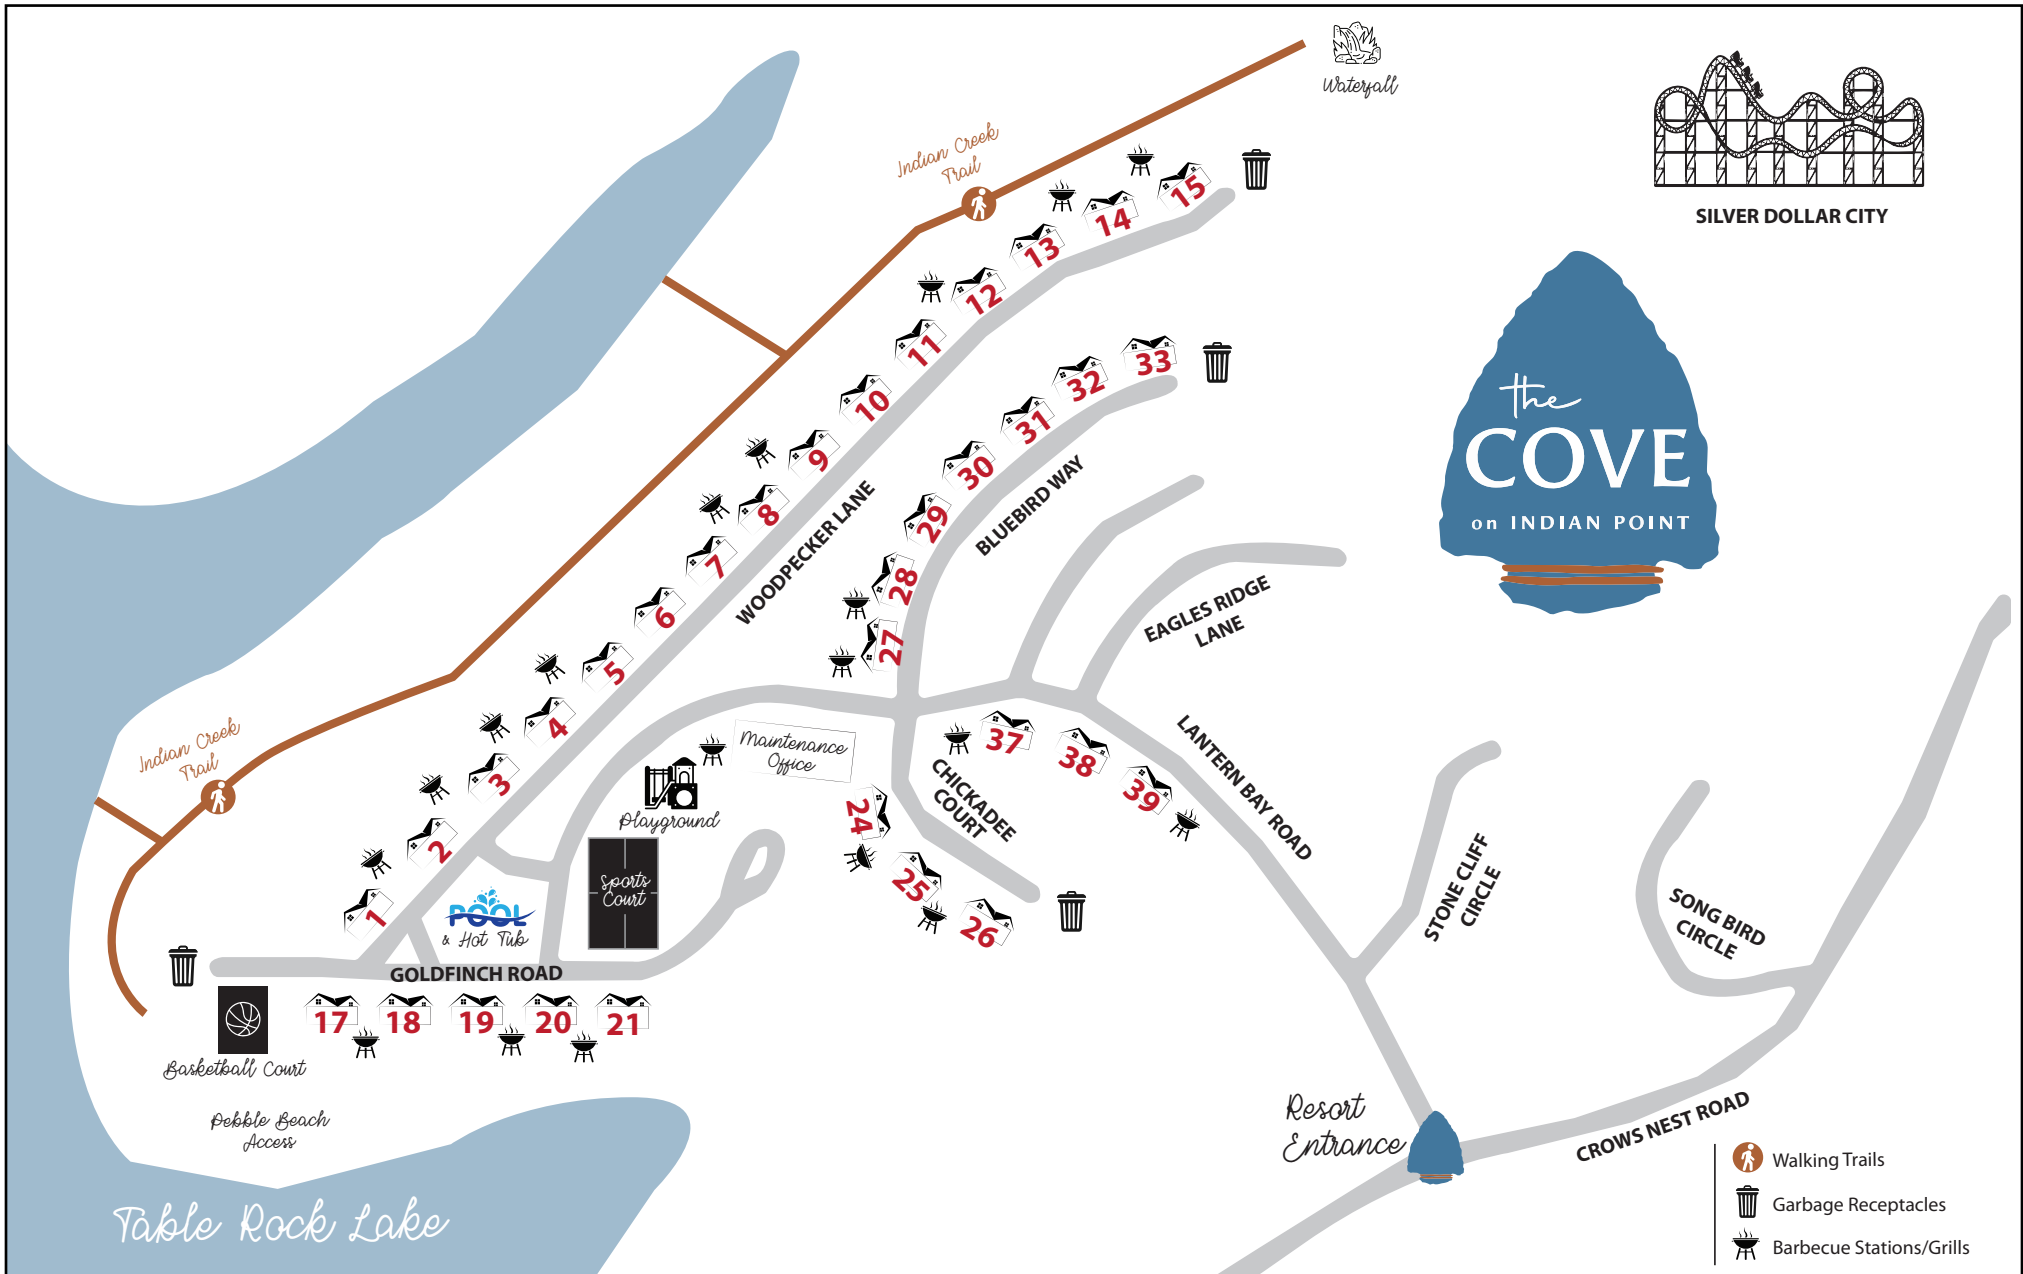 Waterfall
Indian Creek
Trail
SILVER DOLLAR CITY
15
14
13
12
11
10
9
8
7
6
5
4
3
2
1
33
32
31
30
29
28
27
the
COVE
on INDIAN POINT
WOODPECKER LANE
BLUEBIRD WAY
EAGLES RIDGE
LANE
Indian Creek
Trail
Maintenance
Office
Playground
Sports
Court
37
38
39
24
25
26
CHICKADEE
COURT
LANTERN BAY ROAD
STONE CLIFF
CIRCLE
SONG BIRD
CIRCLE
POOL
& Hot Tub
GOLDFINCH ROAD
17
18
19
20
21
Basketball Court
Pebble Beach
Access
Table Rock Lake
Resort
Entrance
CROWS NEST ROAD
Walking Trails
Garbage Receptacles
Barbecue Stations/Grills